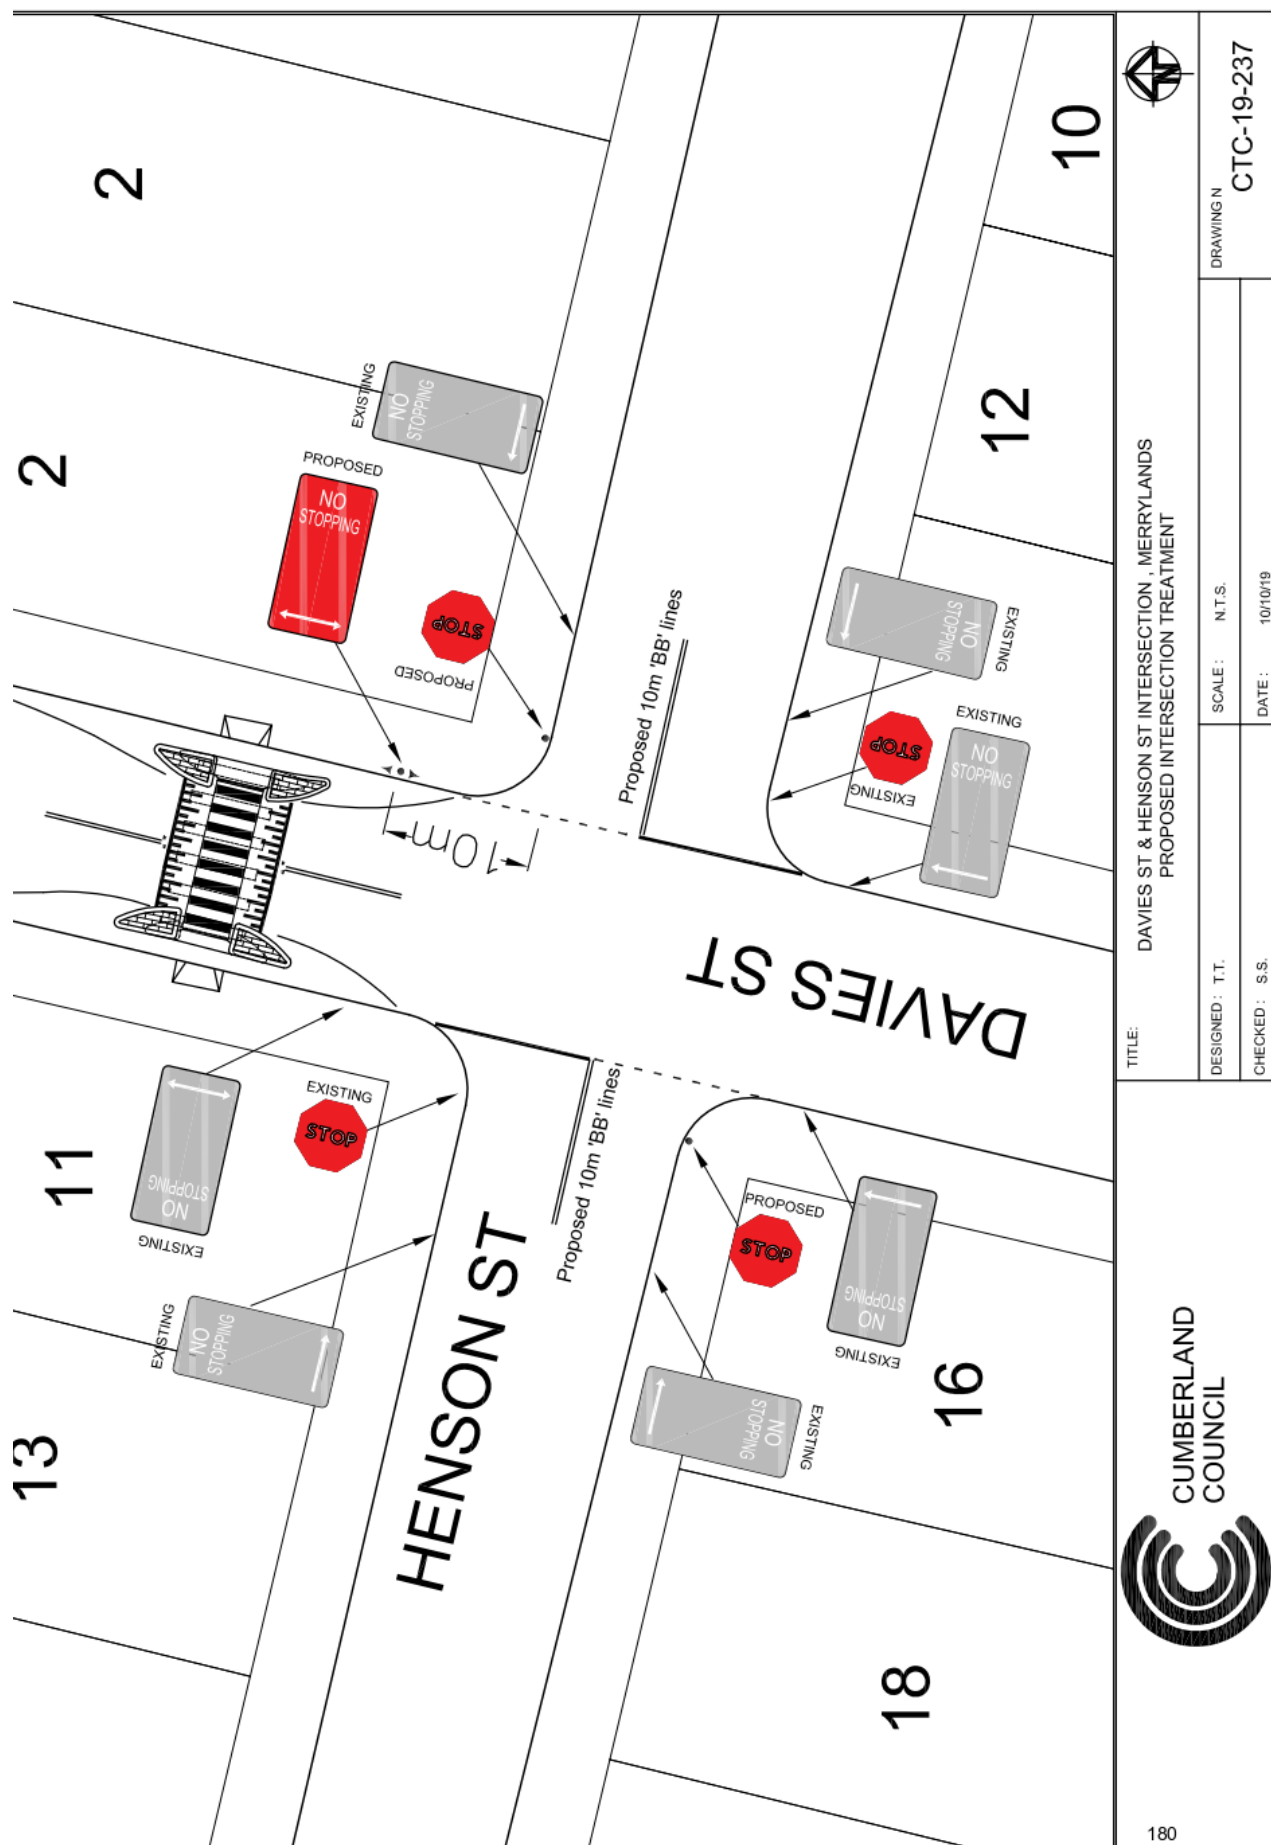 2
2
EXISTING
NO
STOPPING
PROPOSED
NO
STOPPING
STOP
PROPOSED
10
12
Proposed 10m 'BB' lines
NO
STOPPING
EXISTING
STOP
EXISTING
EXISTING
NO
STOPPING
10m
DAVIES ST
11
NO
STOPPING
EXISTING
EXISTING
STOP
Proposed 10m 'BB' lines
13
EXISTING
NO
STOPPING
HENSON ST
PROPOSED
STOP
NO
STOPPING
EXISTING
NO
STOPPING
EXISTING
16
18
CUMBERLAND
COUNCIL
TITLE:
DAVIES ST & HENSON ST INTERSECTION , MERRYLANDS
PROPOSED INTERSECTION TREATMENT
DESIGNED : T.T.
SCALE : N.T.S.
CHECKED : S.S.
DATE : 10/10/19
DRAWING N
CTC-19-237
N
180